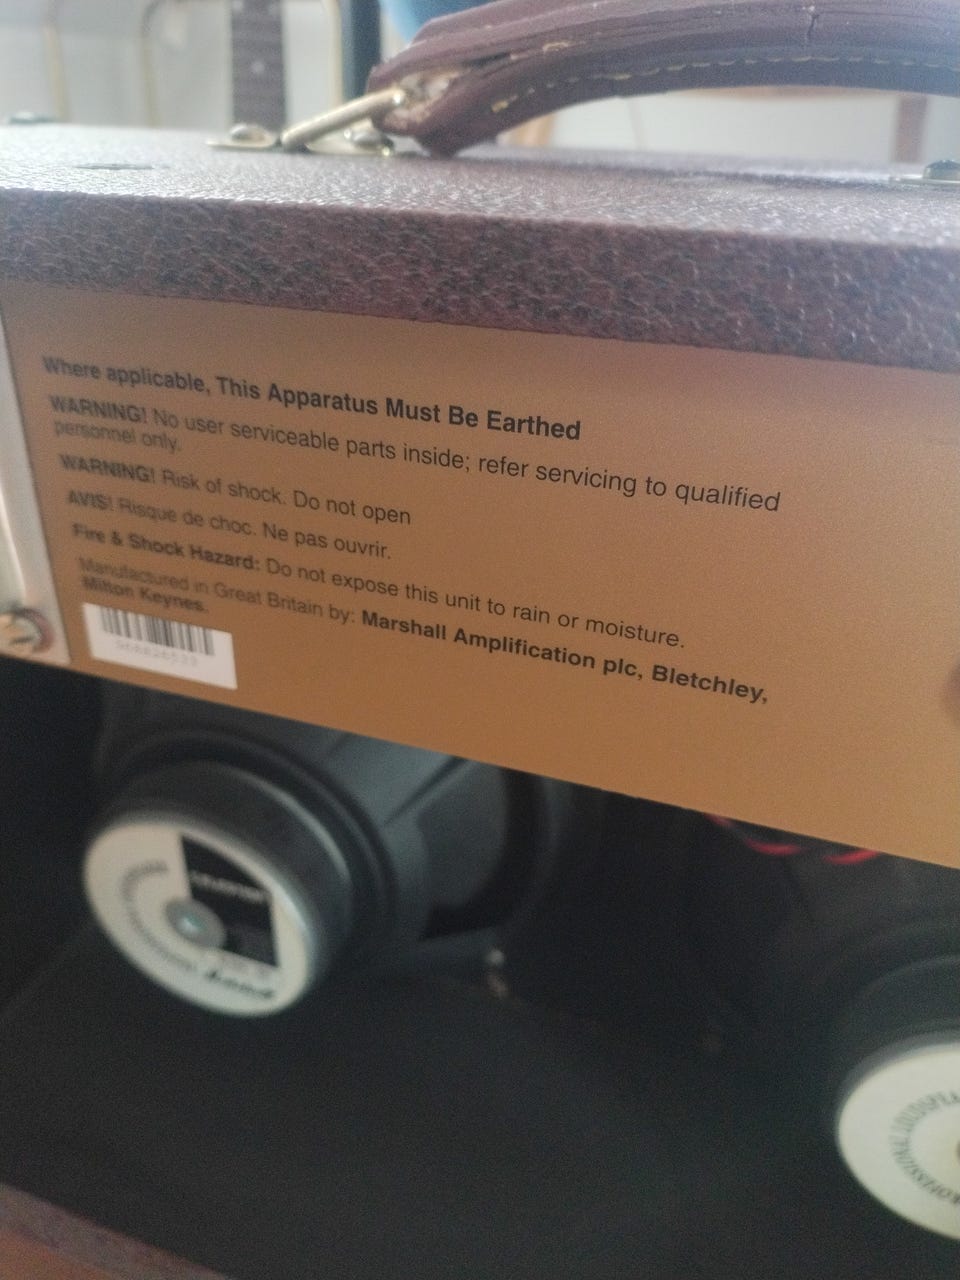 Where applicable, This Apparatus Must Be Earthed
WARNING! No user serviceable parts inside; refer servicing to qualified
personnel only.
WARNING! Risk of shock. Do not open
AVIS! Risque de choc. Ne pas ouvrir.
Fire & Shock Hazard: Do not expose this unit to rain or moisture.
Manufactured in Great Britain by: Marshall Amplification plc, Bletchley,
Milton Keynes.